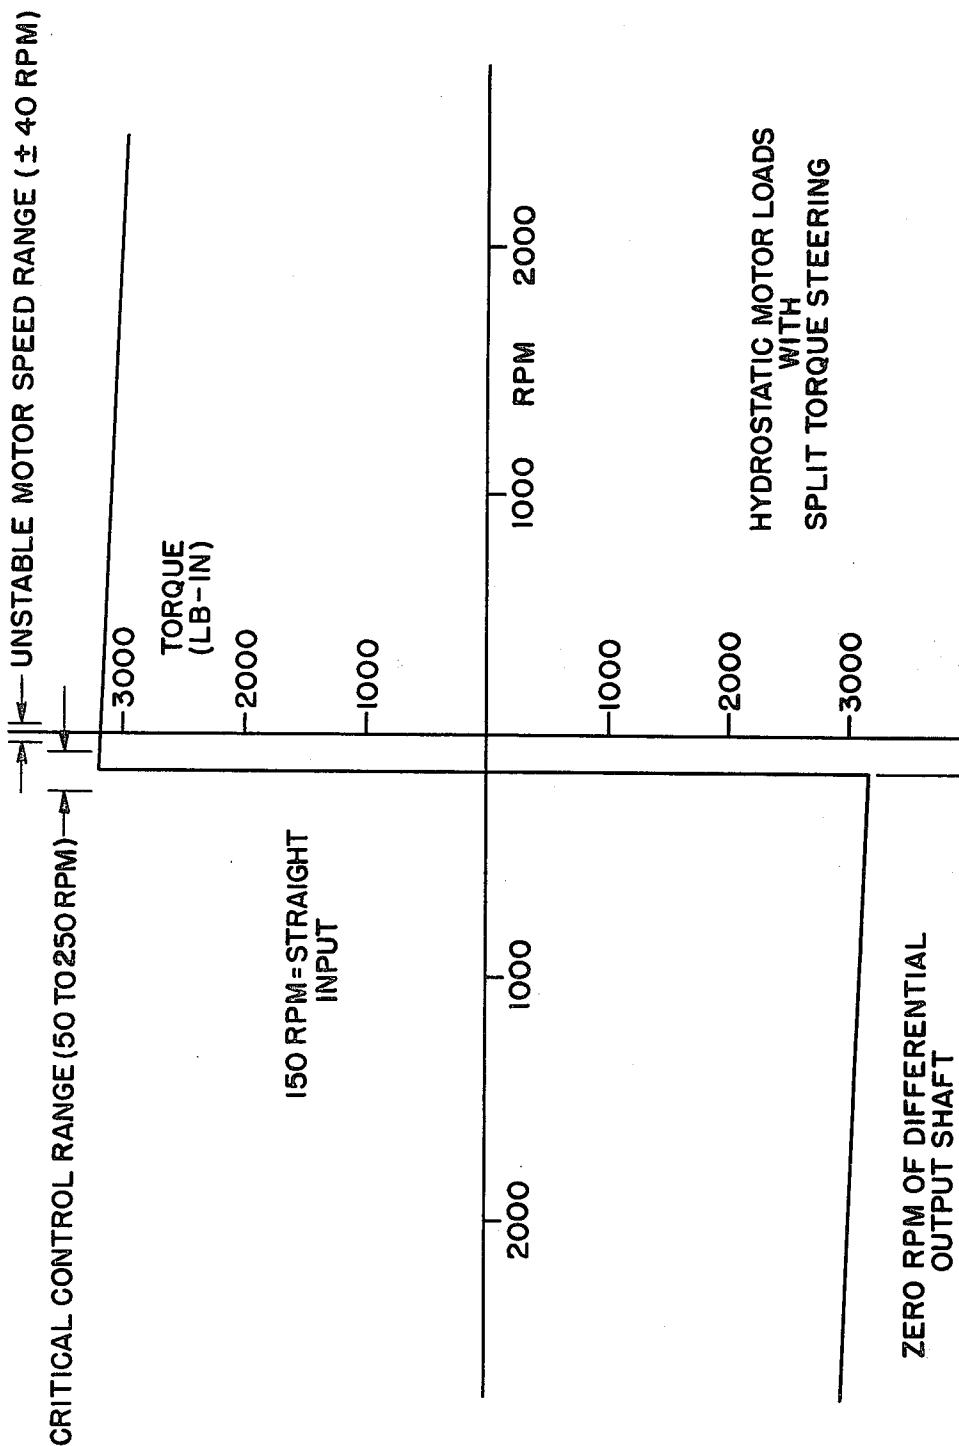 UNSTABLE MOTOR SPEED RANGE (± 40 RPM)
CRITICAL CONTROL RANGE (50 TO 250 RPM)
3000
TORQUE
(LB-IN)
2000
1000
150 RPM = STRAIGHT
INPUT
2000
1000
1000
RPM
2000
1000
2000
3000
HYDROSTATIC MOTOR LOADS
WITH
SPLIT TORQUE STEERING
ZERO RPM OF DIFFERENTIAL
OUTPUT SHAFT